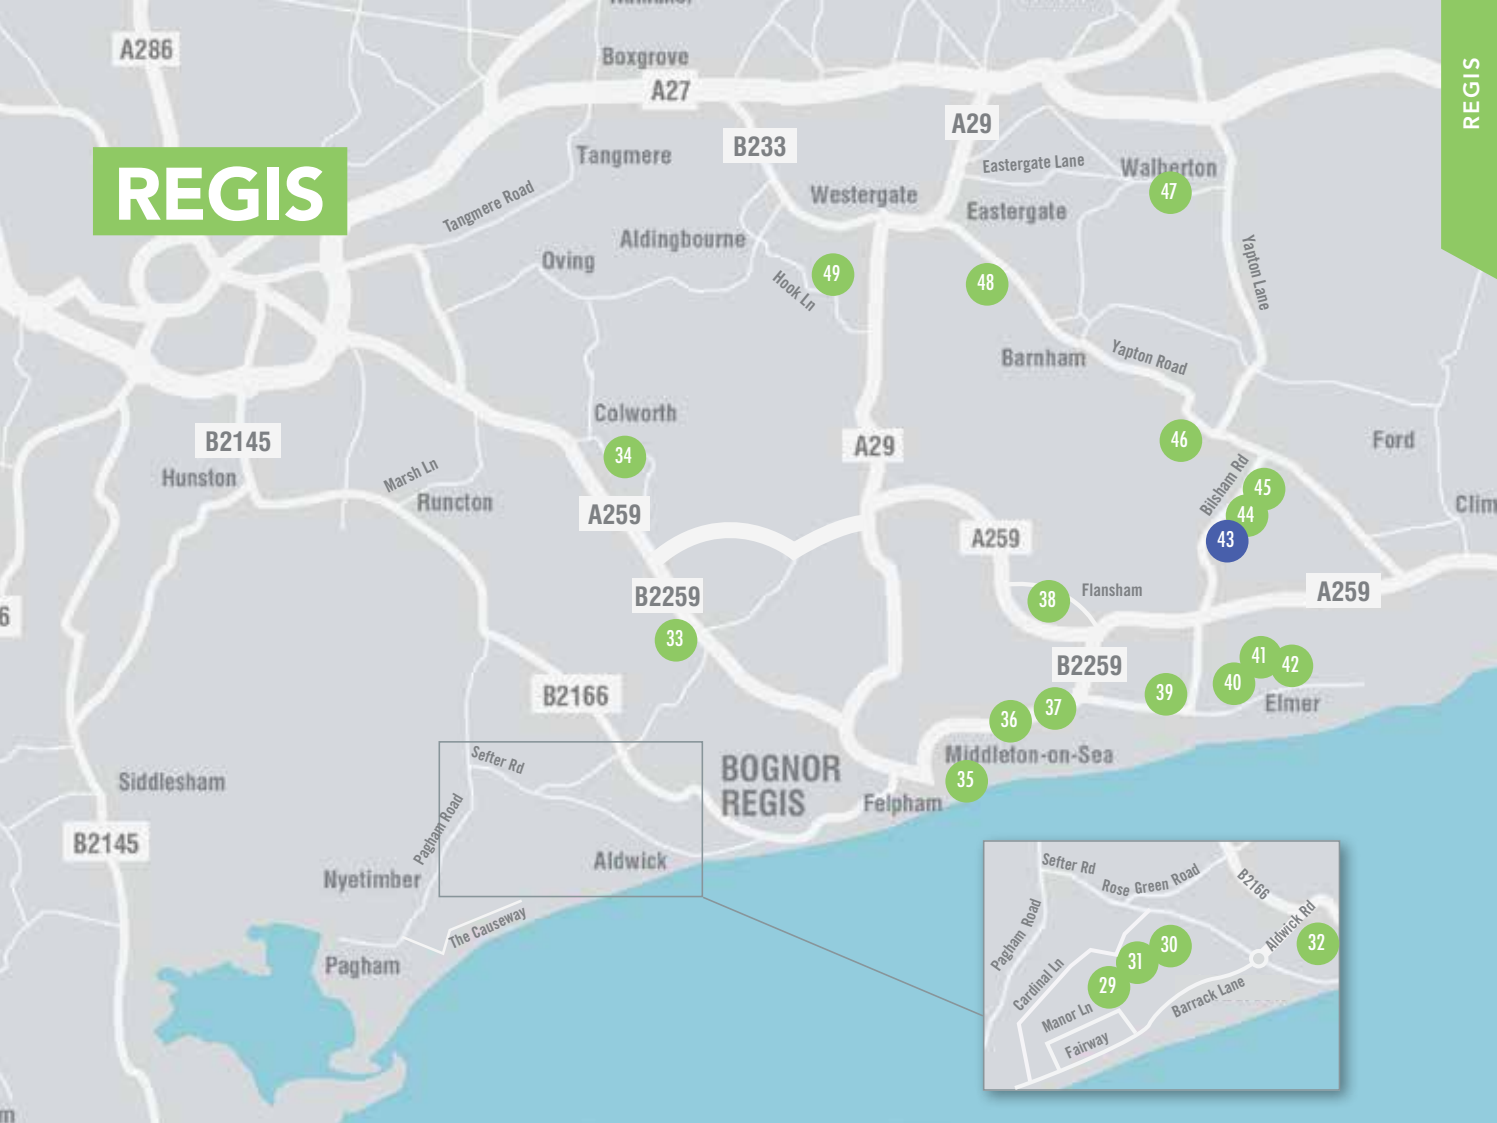 A286
Boxgrove
A27
REGIS
REGIS
Tangmere
B233
A29
Eastergate Lane
Walberton
47
Tangmere Road
Westergate
Eastergate
Aldingbourne
Oving
49
Hook Ln
48
Yapton Lane
Barnham
Yapton Road
Colworth
34
B2145
A29
46
Ford
Hunston
Marsh Ln
Runcton
Bilsham Rd
45
44
43
A259
A259
B2259
38
Flansham
A259
33
B2259
41
42
40
39
Elmer
B2166
37
36
Middleton-on-Sea
35
Sefter Rd
BOGNOR
REGIS
Felpham
Siddlesham
Pagham Road
B2145
Aldwick
Nyetimber
The Causeway
Pagham
Sefter Rd
Rose Green Road
B2166
Pagham Road
Aldwick Rd
32
30
31
29
Cardinal Ln
Manor Ln
Barrack Lane
Fairway